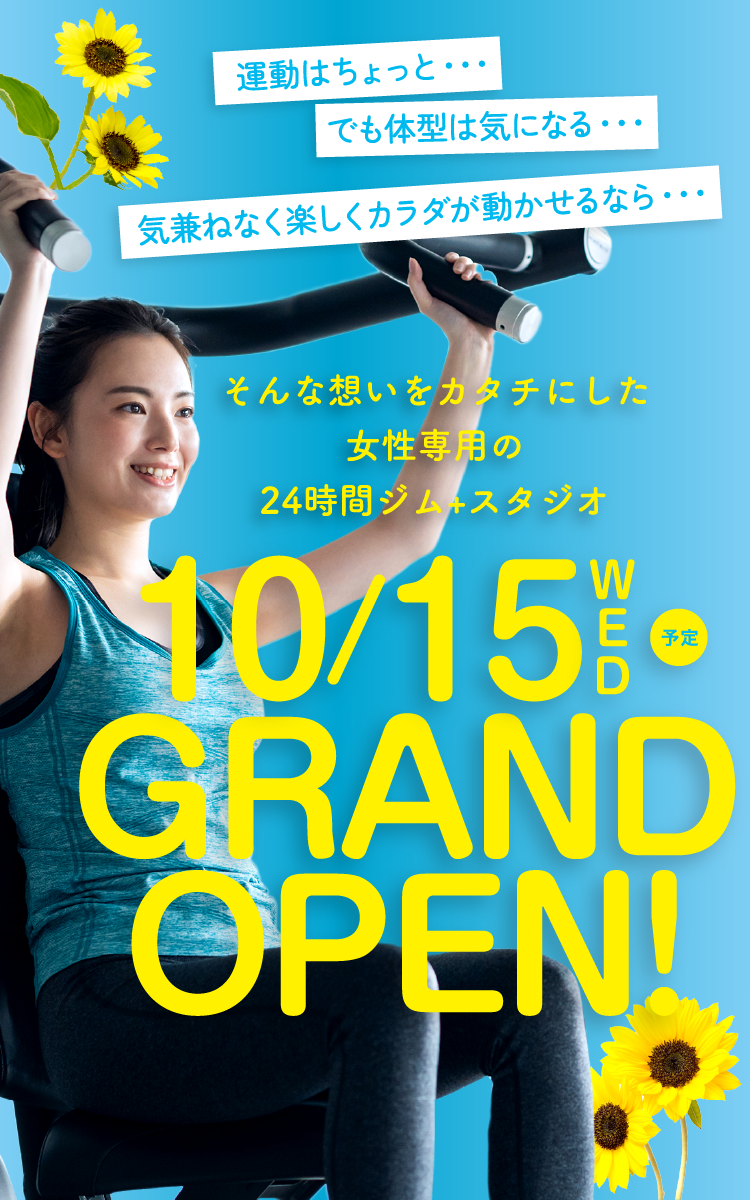 運動はちょっと・・・
でも体型は気になる・・・
気兼ねなく楽しくカラダが動かせるなら・・・
そんな想いをカタチにした
女性専用の
24時間ジム+スタジオ
10/15 WED 予定
GRAND
OPEN!